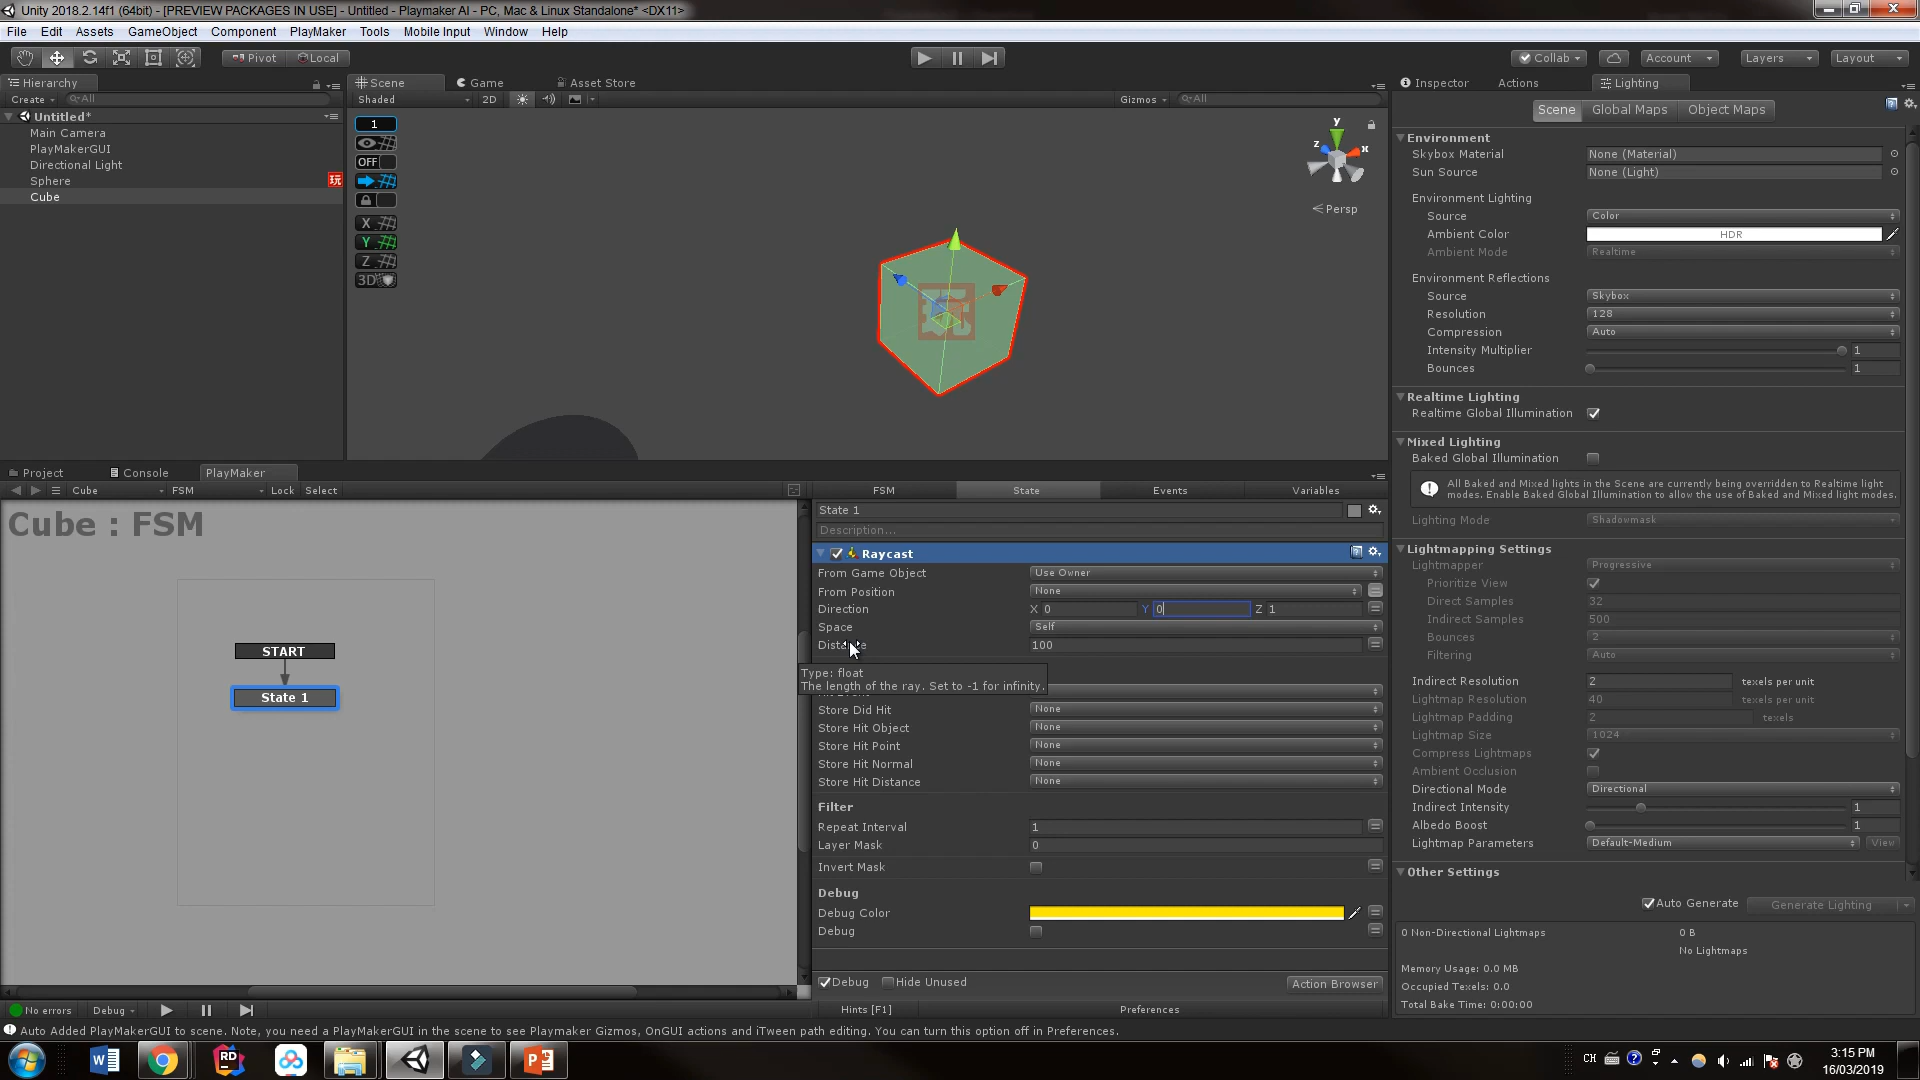 Unity 2018.2.14f1 (64bit) - [PREVIEW PACKAGES IN USE] - Untitled - Playmaker AI - PC, Mac & Linux Standalone* <DX11>
File Edit Assets GameObject Component PlayMaker Tools Mobile Input Window Help
Pivot Local Collab Account Layers Layout
Hierarchy
Create All
Untitled*
Main Camera
PlayMakerGUI
Directional Light
Sphere 玩
Cube
Scene Game Asset Store
Shaded 2D Gizmos All
1
OFF
X
Y
Z
3D
y
z x
Persp
Project Console PlayMaker
Cube FSM Lock Select
Cube : FSM
START
State 1
No errors Debug
FSM State Events Variables
State 1
Description...
Raycast
From Game Object Use Owner
From Position None
Direction X 0 Y 0 Z 1
Space Self
Distance 100
Type: float
The length of the ray. Set to -1 for infinity.
Store Did Hit None
Store Hit Object None
Store Hit Point None
Store Hit Normal None
Store Hit Distance None
Filter
Repeat Interval 1
Layer Mask 0
Invert Mask
Debug
Debug Color
Debug
Debug Hide Unused Action Browser
Hints [F1] Preferences
Inspector Actions Lighting
Scene Global Maps Object Maps
Environment
Skybox Material None (Material)
Sun Source None (Light)
Environment Lighting
Source Color
Ambient Color HDR
Ambient Mode Realtime
Environment Reflections
Source Skybox
Resolution 128
Compression Auto
Intensity Multiplier 1
Bounces 1
Realtime Lighting
Realtime Global Illumination
Mixed Lighting
Baked Global Illumination
All Baked and Mixed lights in the Scene are currently being overridden to Realtime light
modes. Enable Baked Global Illumination to allow the use of Baked and Mixed light modes.
Lighting Mode Shadowmask
Lightmapping Settings
Lightmapper Progressive
Prioritize View
Direct Samples 32
Indirect Samples 500
Bounces 2
Filtering Auto
Indirect Resolution 2 texels per unit
Lightmap Resolution 40 texels per unit
Lightmap Padding 2 texels
Lightmap Size 1024
Compress Lightmaps
Ambient Occlusion
Directional Mode Directional
Indirect Intensity 1
Albedo Boost 1
Lightmap Parameters Default-Medium View
Other Settings
Auto Generate Generate Lighting
0 Non-Directional Lightmaps 0 B
No Lightmaps
Memory Usage: 0.0 MB
Occupied Texels: 0.0
Total Bake Time: 0:00:00
Auto Added PlayMakerGUI to scene. Note, you need a PlayMakerGUI in the scene to see Playmaker Gizmos, OnGUI actions and iTween path editing. You can turn this option off in Preferences.
CH
3:15 PM
16/03/2019